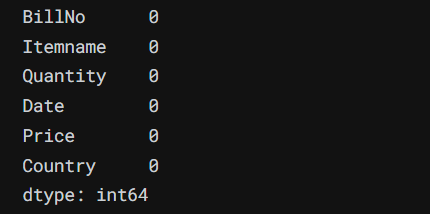 BillNo 0
Itemname 0
Quantity 0
Date 0
Price 0
Country 0
dtype: int64